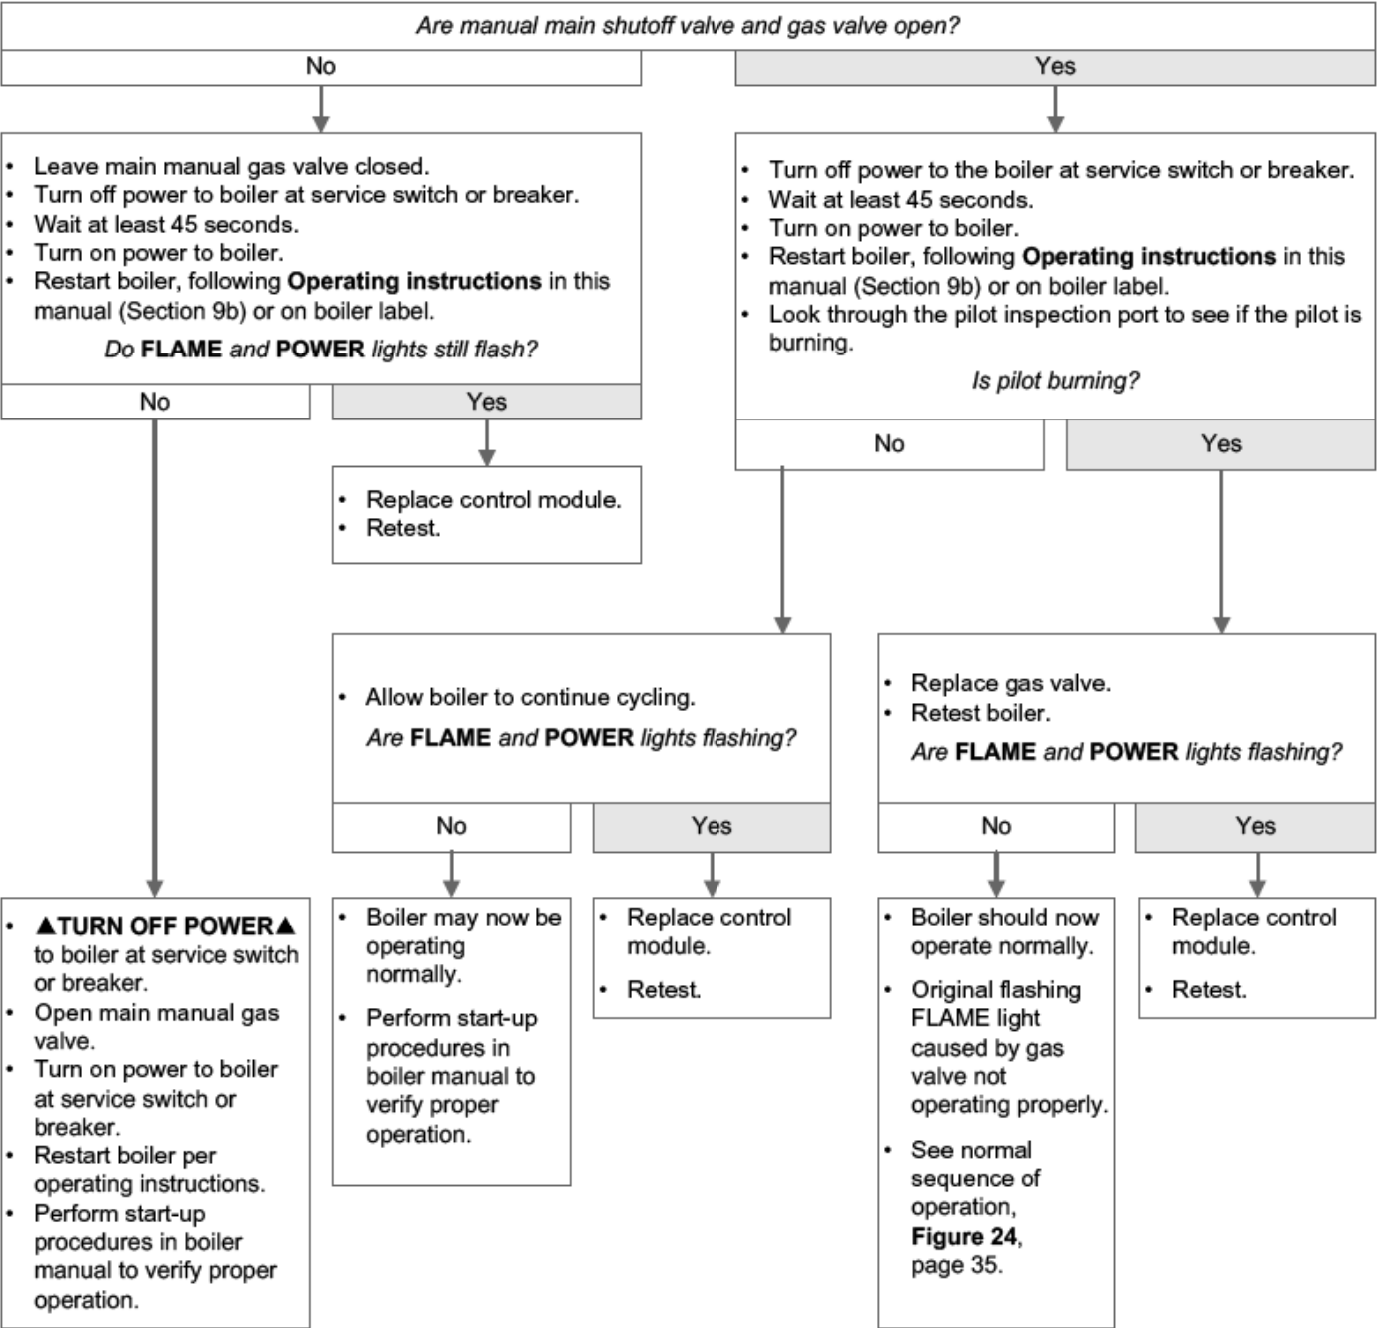 Are manual main shutoff valve and gas valve open?
No
Yes
• Leave main manual gas valve closed.
• Turn off power to boiler at service switch or breaker.
• Wait at least 45 seconds.
• Turn on power to boiler.
• Restart boiler, following Operating instructions in this
manual (Section 9b) or on boiler label.
Do FLAME and POWER lights still flash?
No
Yes
• Turn off power to the boiler at service switch or breaker.
• Wait at least 45 seconds.
• Turn on power to boiler.
• Restart boiler, following Operating instructions in this
manual (Section 9b) or on boiler label.
• Look through the pilot inspection port to see if the pilot is
burning.
Is pilot burning?
No
Yes
• Replace control module.
• Retest.
• Allow boiler to continue cycling.
Are FLAME and POWER lights flashing?
No
Yes
• Replace gas valve.
• Retest boiler.
Are FLAME and POWER lights flashing?
No
Yes
• ▲TURN OFF POWER▲
to boiler at service switch
or breaker.
• Open main manual gas
valve.
• Turn on power to boiler
at service switch or
breaker.
• Restart boiler per
operating instructions.
• Perform start-up
procedures in boiler
manual to verify proper
operation.
• Boiler may now be
operating
normally.
• Perform start-up
procedures in
boiler manual to
verify proper
operation.
• Replace control
module.
• Retest.
• Boiler should now
operate normally.
• Original flashing
FLAME light
caused by gas
valve not
operating properly.
• See normal
sequence of
operation,
Figure 24,
page 35.
• Replace control
module.
• Retest.